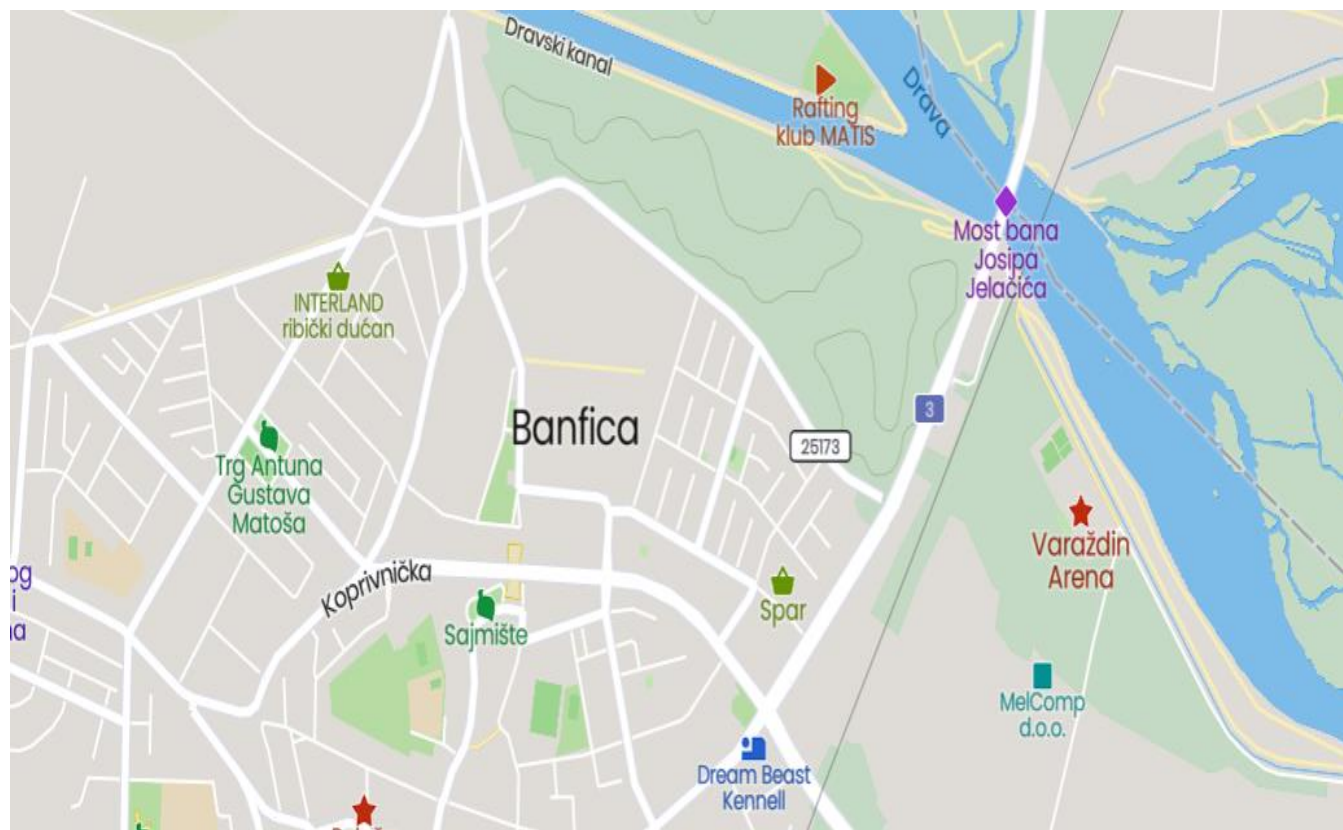 Dravski kanal
Drava
Rafting
klub MATIS
Most bana
Josipa
Jelačića
INTERLAND
ribički dućan
3
Banfica
25173
Trg Antuna
Gustava
Matoša
Varaždin
Arena
Koprivnička
Spar
Sajmište
MelComp
d.o.o.
Dream Beast
Kennell